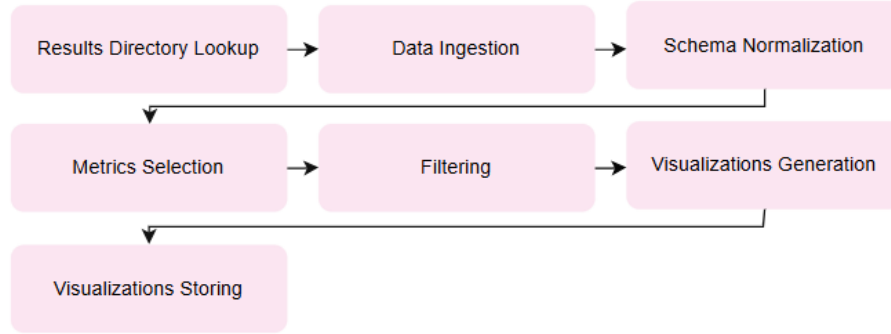 Results Directory Lookup
Data Ingestion
Schema Normalization
Metrics Selection
Filtering
Visualizations Generation
Visualizations Storing